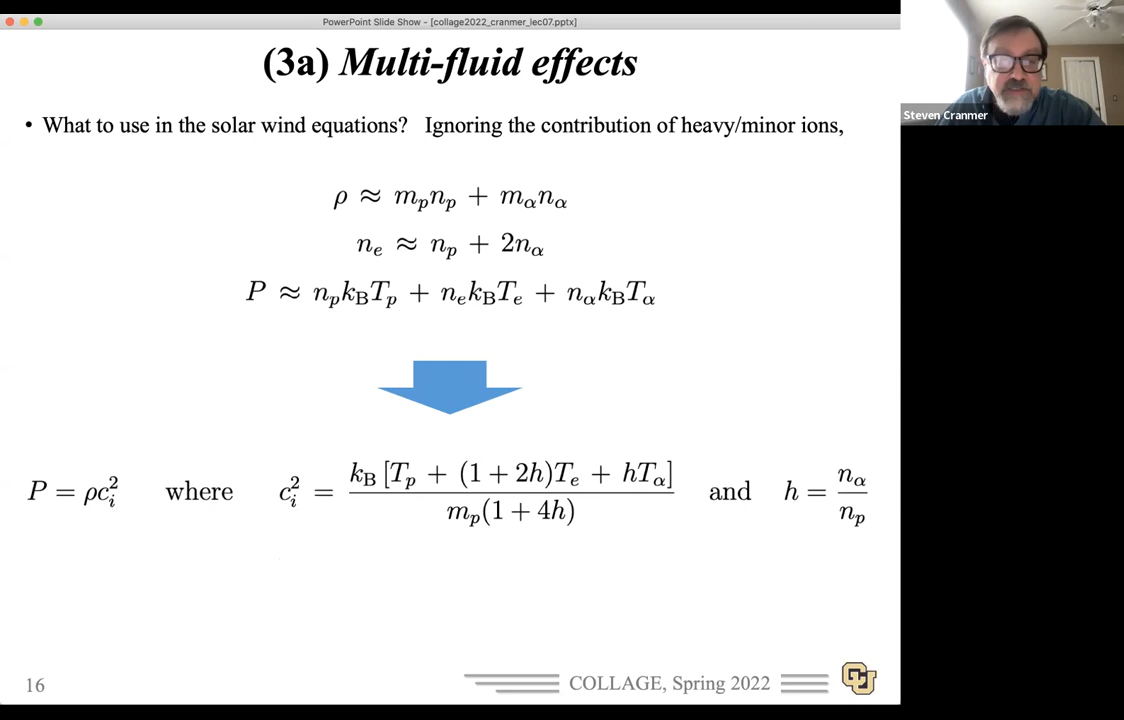 PowerPoint Slide Show - [collage2022_cranmer_lec07.pptx]
(3a) Multi-fluid effects
• What to use in the solar wind equations? Ignoring the contribution of heavy/minor ions,
ρ ≈ m_p n_p + m_α n_α
n_e ≈ n_p + 2n_α
P ≈ n_p k_B T_p + n_e k_B T_e + n_α k_B T_α
P = ρc_i^2 where c_i^2 = k_B [T_p + (1 + 2h)T_e + hT_α] / m_p(1 + 4h) and h = n_α / n_p
16
COLLAGE, Spring 2022
CU
Steven Cranmer